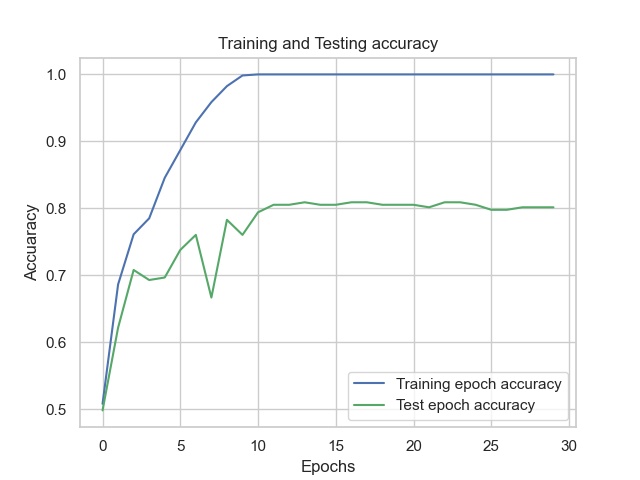 Training and Testing accuracy
1.0
0.9
0.8
0.7
0.6
0.5
Accuaracy
Training epoch accuracy
Test epoch accuracy
0 5 10 15 20 25 30
Epochs